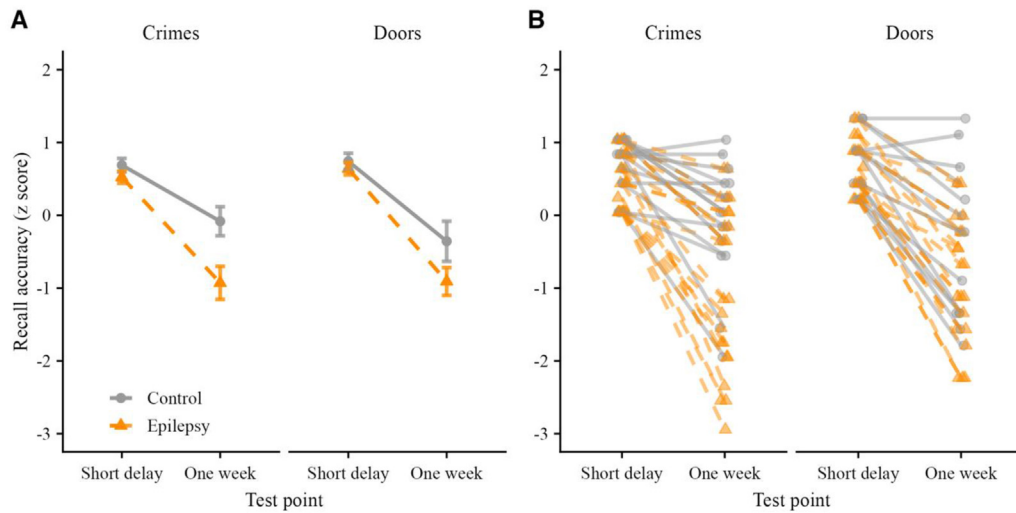 A
B
Crimes
Doors
Crimes
Doors
Recall accuracy (z score)
2
1
0
-1
-2
-3
Control
Epilepsy
Short delay
One week
Short delay
One week
Test point
2
1
0
-1
-2
-3
Short delay
One week
Short delay
One week
Test point